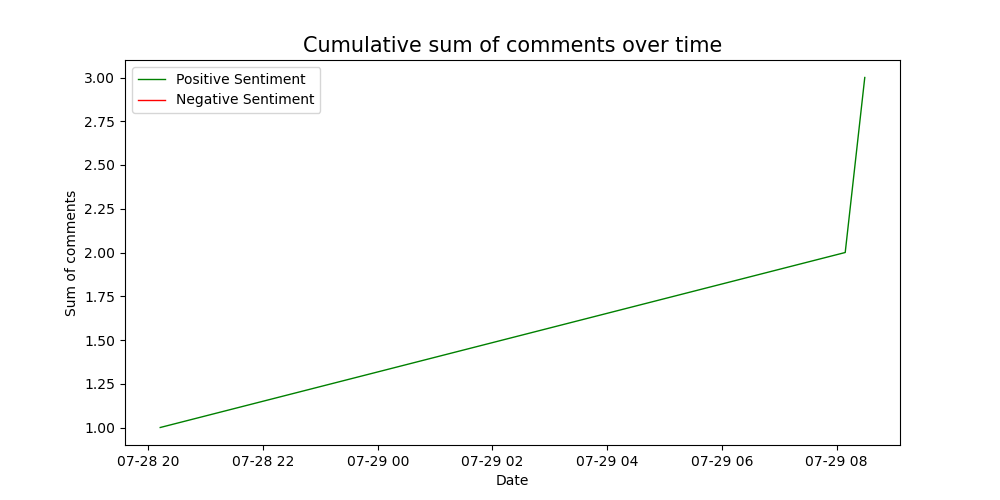 Cumulative sum of comments over time
Positive Sentiment
Negative Sentiment
3.00
2.75
2.50
2.25
2.00
1.75
1.50
1.25
1.00
Sum of comments
07-28 20 07-28 22 07-29 00 07-29 02 07-29 04 07-29 06 07-29 08
Date